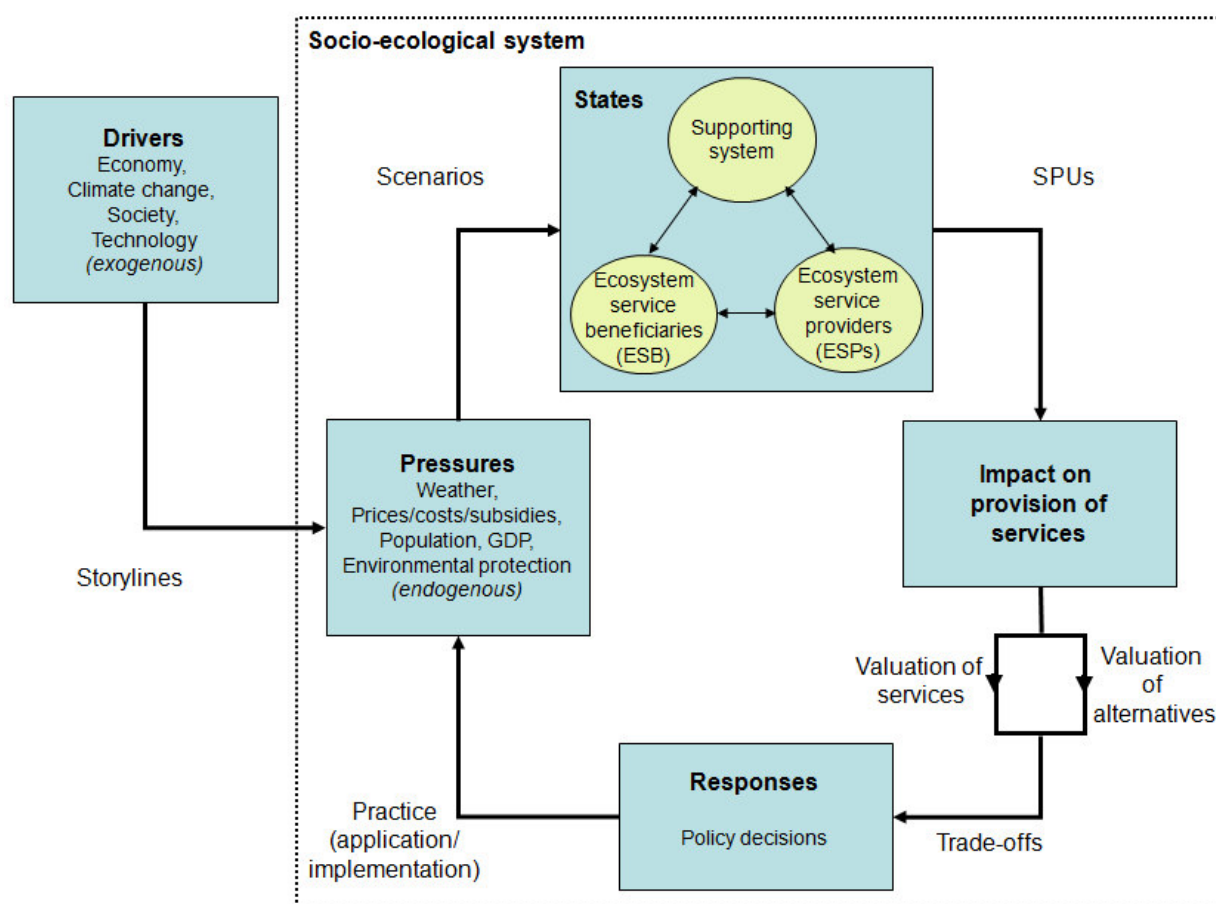 Socio-ecological system
Drivers
Economy,
Climate change,
Society,
Technology
(exogenous)
Storylines
Scenarios
States
Supporting
system
Ecosystem
service
beneficiaries
(ESB)
Ecosystem
service
providers
(ESPs)
SPUs
Pressures
Weather,
Prices/costs/subsidies,
Population, GDP,
Environmental protection
(endogenous)
Impact on
provision of
services
Valuation of
services
Valuation
of
alternatives
Responses
Policy decisions
Trade-offs
Practice
(application/
implementation)